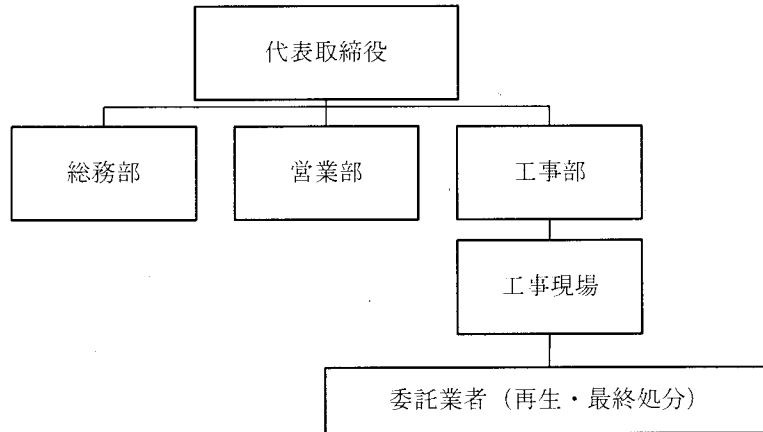 代表取締役
総務部
営業部
工事部
工事現場
委託業者（再生・最終処分）